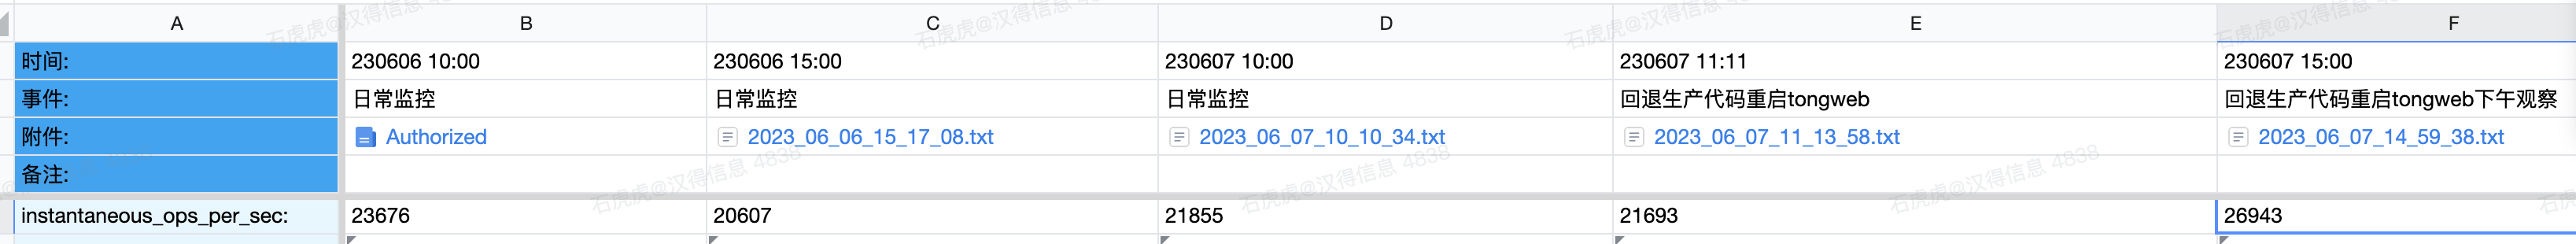 A B C D E F
时间: 230606 10:00 230606 15:00 230607 10:00 230607 11:11 230607 15:00
事件: 日常监控 日常监控 日常监控 回退生产代码重启tongweb 回退生产代码重启tongweb下午观察
附件: Authorized 2023_06_06_15_17_08.txt 2023_06_07_10_10_34.txt 2023_06_07_11_13_58.txt 2023_06_07_14_59_38.txt
备注:
instantaneous_ops_per_sec: 23676 20607 21855 21693 26943
石虎虎@汉得信息 4838